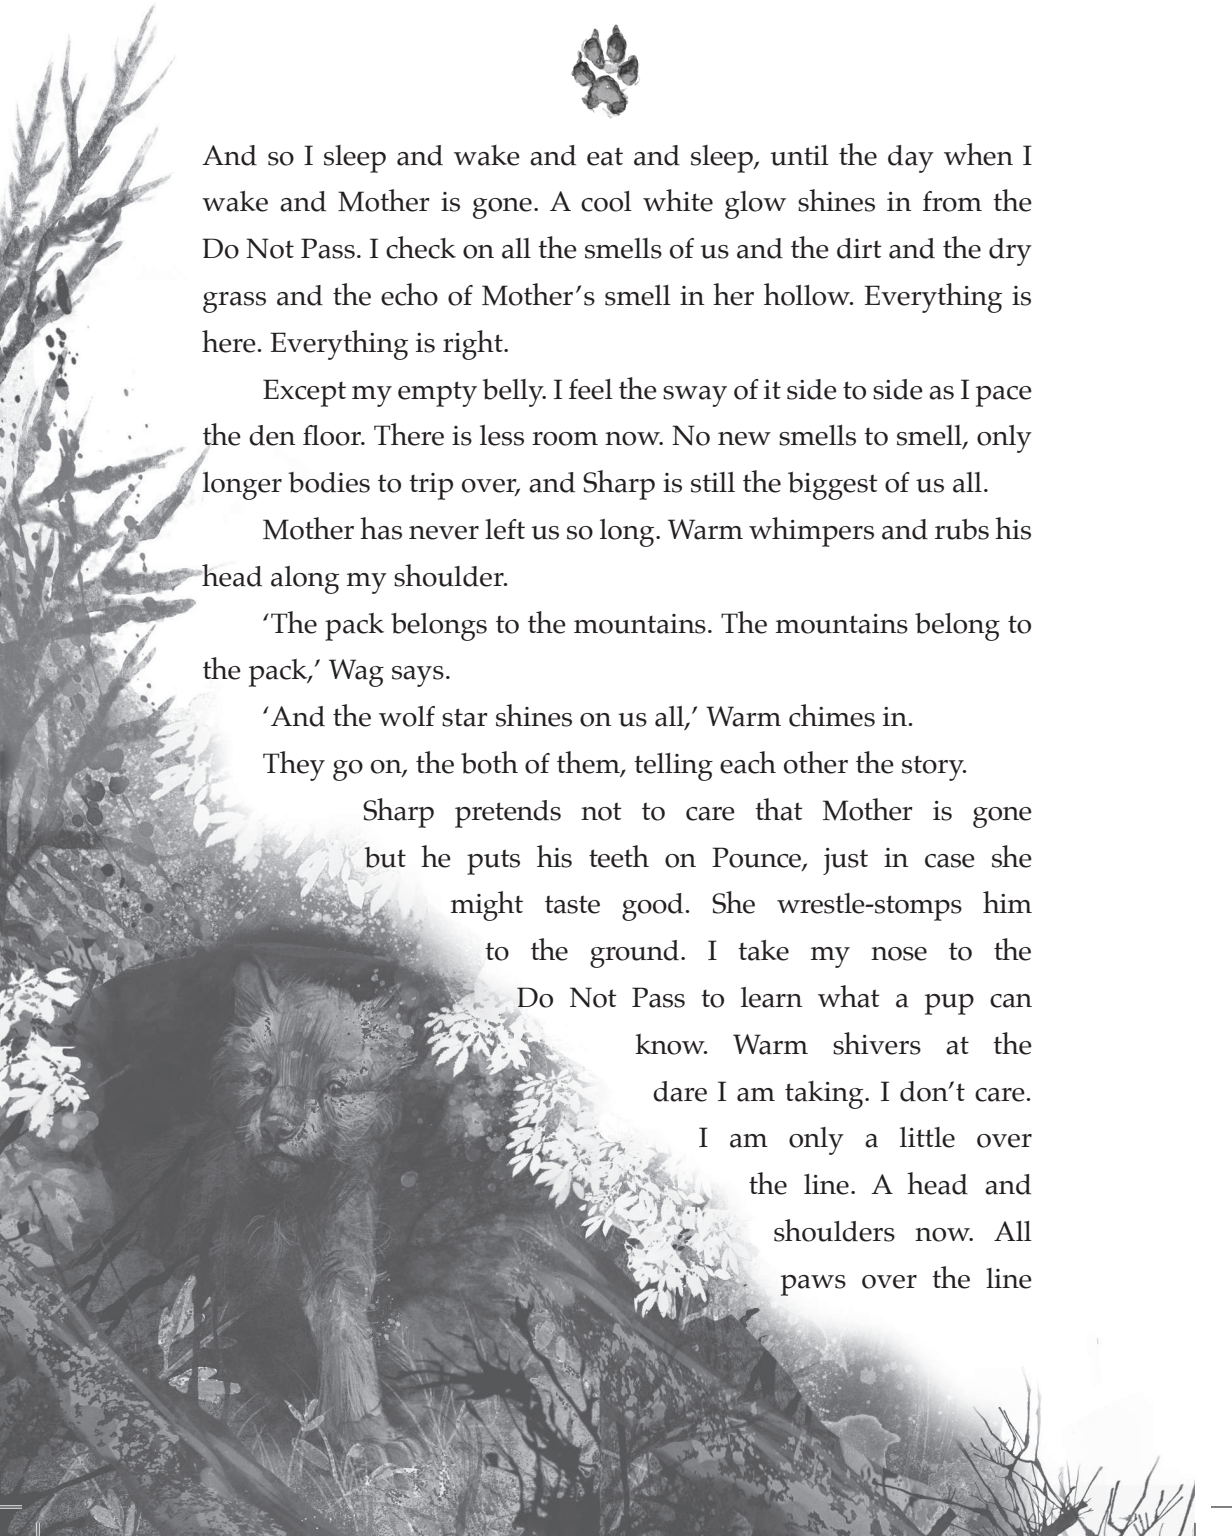 And so I sleep and wake and eat and sleep, until the day when I
wake and Mother is gone. A cool white glow shines in from the
Do Not Pass. I check on all the smells of us and the dirt and the dry
grass and the echo of Mother’s smell in her hollow. Everything is
here. Everything is right.
Except my empty belly. I feel the sway of it side to side as I pace
the den floor. There is less room now. No new smells to smell, only
longer bodies to trip over, and Sharp is still the biggest of us all.
Mother has never left us so long. Warm whimpers and rubs his
head along my shoulder.
‘The pack belongs to the mountains. The mountains belong to
the pack,’ Wag says.
‘And the wolf star shines on us all,’ Warm chimes in.
They go on, the both of them, telling each other the story.
Sharp pretends not to care that Mother is gone
but he puts his teeth on Pounce, just in case she
might taste good. She wrestle-stomps him
to the ground. I take my nose to the
Do Not Pass to learn what a pup can
know. Warm shivers at the
dare I am taking. I don’t care.
I am only a little over
the line. A head and
shoulders now. All
paws over the line